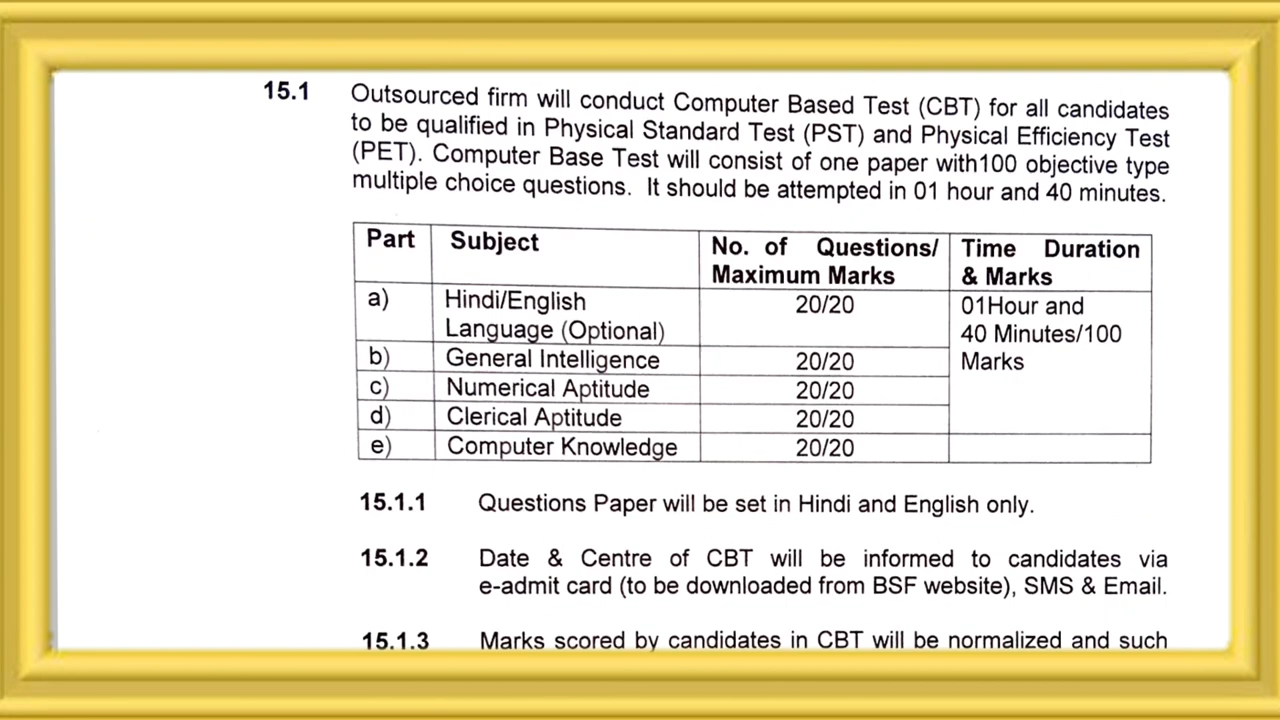 15.1 Outsourced firm will conduct Computer Based Test (CBT) for all candidates
to be qualified in Physical Standard Test (PST) and Physical Efficiency Test
(PET). Computer Base Test will consist of one paper with100 objective type
multiple choice questions. It should be attempted in 01 hour and 40 minutes.
Part Subject No. of Questions/ Maximum Marks Time Duration & Marks
a) Hindi/English Language (Optional) 20/20 01Hour and 40 Minutes/100 Marks
b) General Intelligence 20/20
c) Numerical Aptitude 20/20
d) Clerical Aptitude 20/20
e) Computer Knowledge 20/20
15.1.1 Questions Paper will be set in Hindi and English only.
15.1.2 Date & Centre of CBT will be informed to candidates via
e-admit card (to be downloaded from BSF website), SMS & Email.
15.1.3 Marks scored by candidates in CBT will be normalized and such